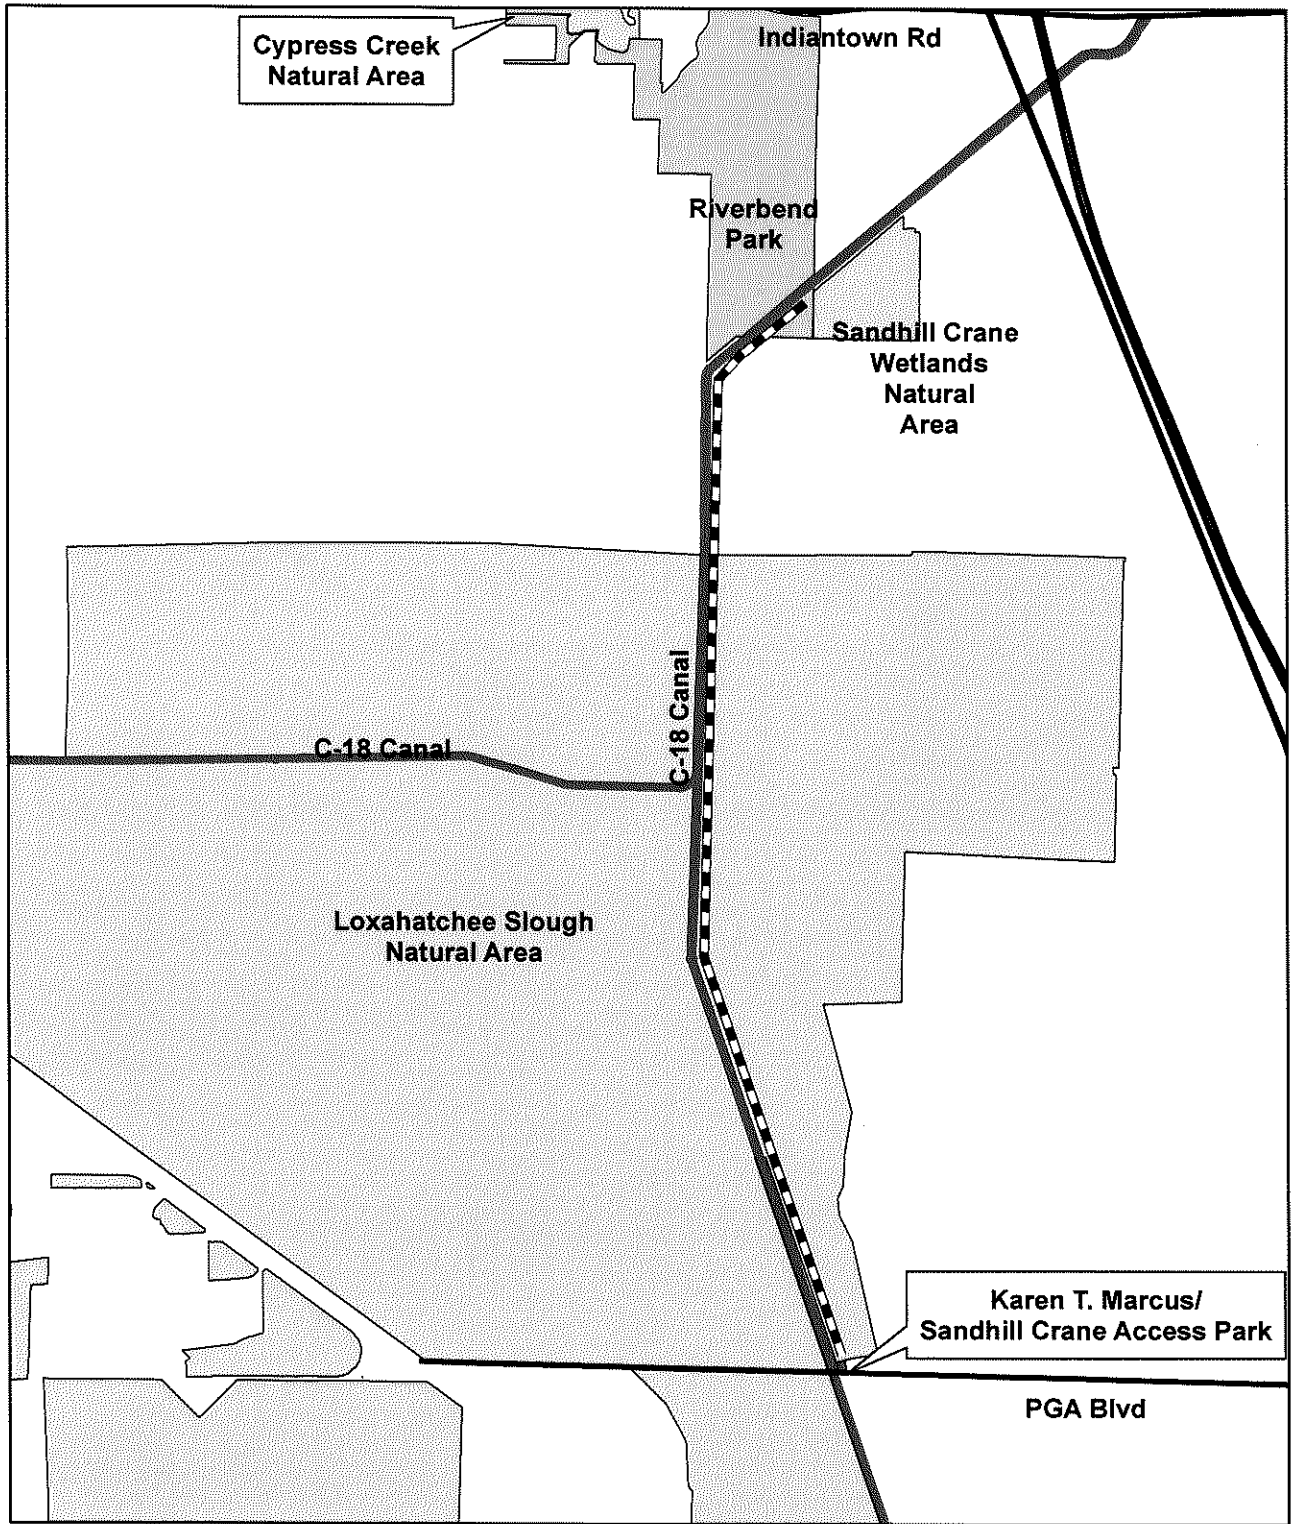 Cypress Creek
Natural Area
Indiantown Rd
Riverbend
Park
Sandhill Crane
Wetlands
Natural
Area
C-18 Canal
C-18 Canal
Loxahatchee Slough
Natural Area
Karen T. Marcus/
Sandhill Crane Access Park
PGA Blvd